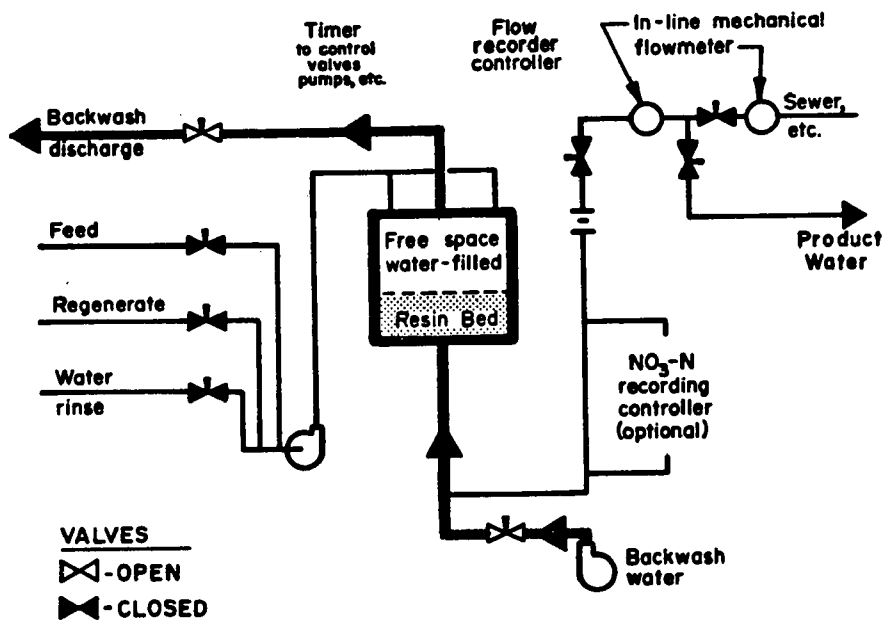 Timer
to control
valves
pumps, etc.
Flow
recorder
controller
In-line mechanical
flowmeter
Backwash
discharge
Sewer,
etc.
Feed
Free space
water-filled
Product
Water
Regenerate
Resin Bed
NO3-N
recording
controller
(optional)
Water
rinse
VALVES
-OPEN
-CLOSED
Backwash
water